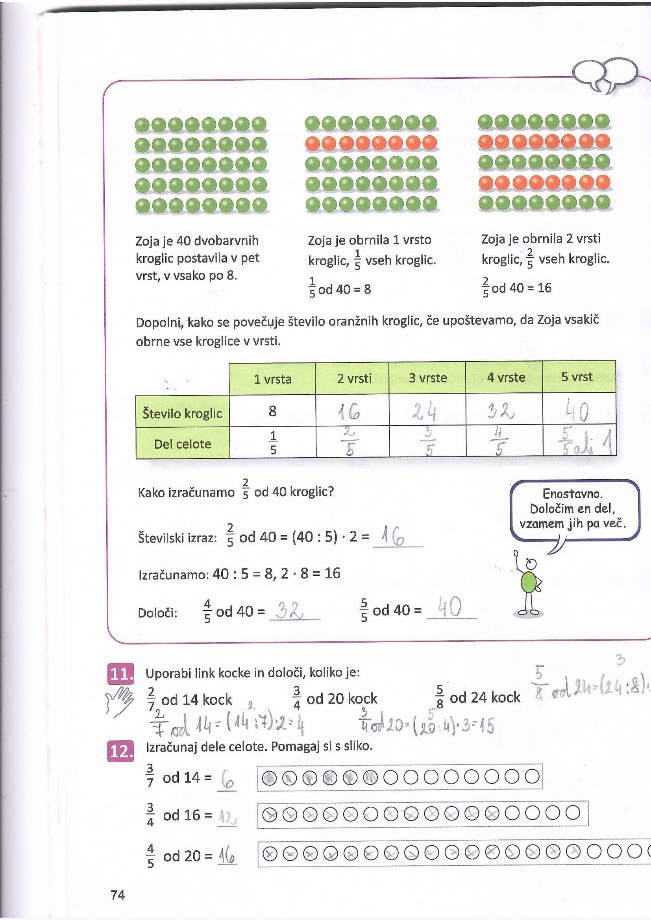 Zoja je 40 dvobarvnih
kroglic postavila v pet
vrst, v vsako po 8.
Zoja je obrnila 1 vrsto
kroglic, 1/5 vseh kroglic.
1/5 od 40 = 8
Zoja je obrnila 2 vrsti
kroglic, 2/5 vseh kroglic.
2/5 od 40 = 16
Dopolni, kako se povečuje število oranžnih kroglic, če upoštevamo, da Zoja vsakič
obrne vse kroglice v vrsti.
1 vrsta 2 vrsti 3 vrste 4 vrste 5 vrst
Število kroglic 8 16 24 32 40
Del celote 1/5 2/5 3/5 4/5 5/5 ali 1
Kako izračunamo 2/5 od 40 kroglic?
Številski izraz: 2/5 od 40 = (40 : 5) · 2 = 16
Izračunamo: 40 : 5 = 8, 2 · 8 = 16
Določi: 4/5 od 40 = 32 5/5 od 40 = 40
Enostavno.
Določim en del,
vzamem jih pa več.
11. Uporabi link kocke in določi, koliko je:
2/7 od 14 kock 3/4 od 20 kock 5/8 od 24 kock
3
5/8 od 24=(24:8)·
2
2/7 od 14=(14:7)·2=4
5
3/4 od 20=(20:4)·3=15
12. Izračunaj dele celote. Pomagaj si s sliko.
3/7 od 14 = 6
3/4 od 16 = 12
4/5 od 20 = 16
74